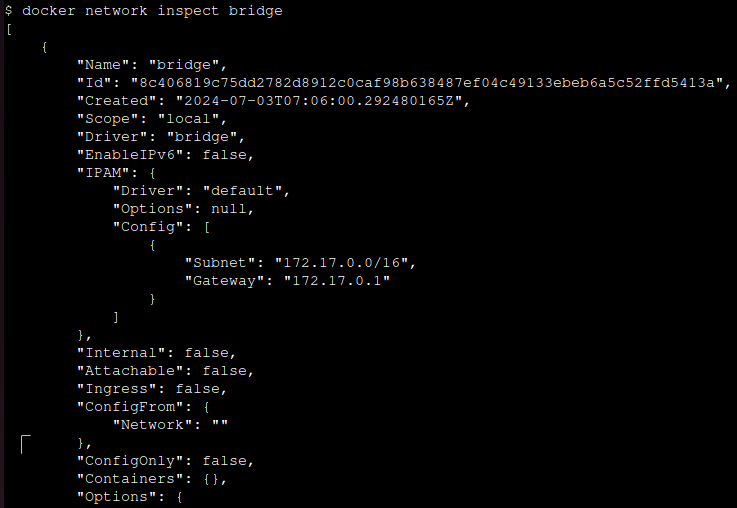 $ docker network inspect bridge
[
    {
        "Name": "bridge",
        "Id": "8c406819c75dd2782d8912c0caf98b638487ef04c49133ebeb6a5c52ffd5413a",
        "Created": "2024-07-03T07:06:00.292480165Z",
        "Scope": "local",
        "Driver": "bridge",
        "EnableIPv6": false,
        "IPAM": {
            "Driver": "default",
            "Options": null,
            "Config": [
                {
                    "Subnet": "172.17.0.0/16",
                    "Gateway": "172.17.0.1"
                }
            ]
        },
        "Internal": false,
        "Attachable": false,
        "Ingress": false,
        "ConfigFrom": {
            "Network": ""
        },
        "ConfigOnly": false,
        "Containers": {},
        "Options": {